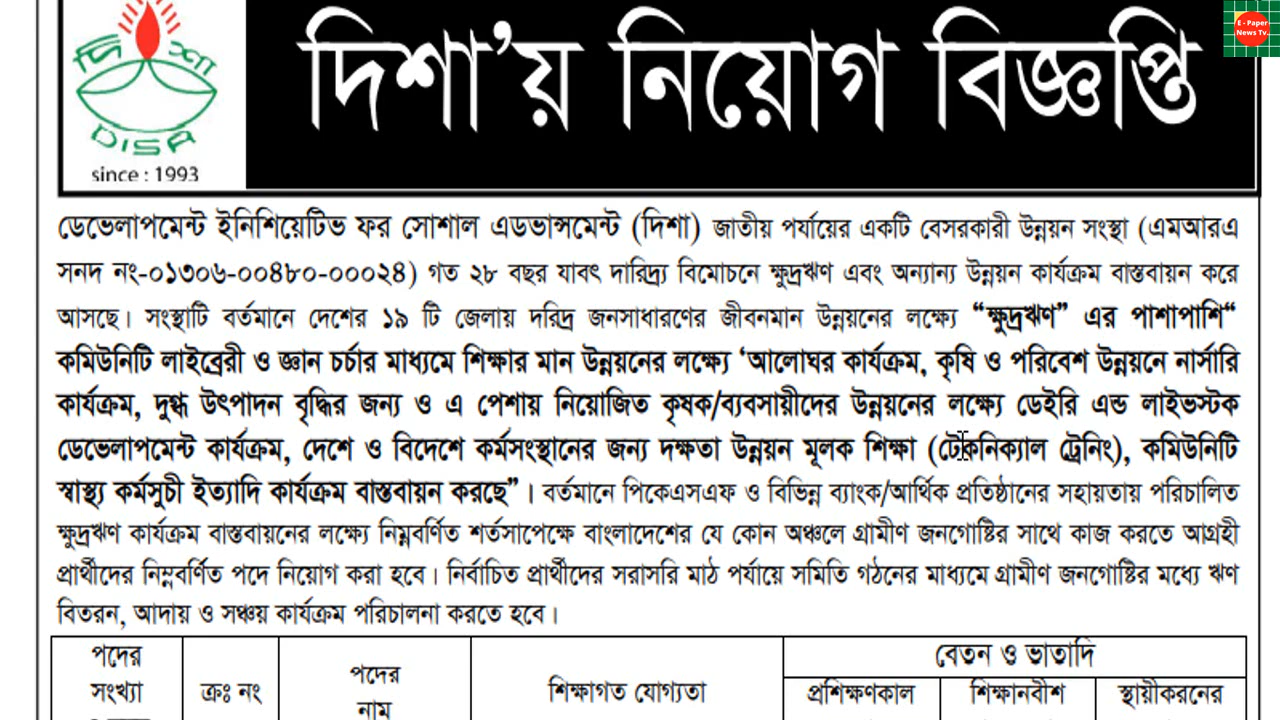 দিশা
DISA
since : 1993
দিশা’য় নিয়োগ বিজ্ঞপ্তি
E - Paper
News Tv.
ডেভেলাপমেন্ট ইনিশিয়েটিভ ফর সোশাল এডভান্সমেন্ট (দিশা) জাতীয় পর্যায়ের একটি বেসরকারী উন্নয়ন সংস্থা (এমআরএ
সনদ নং-০১৩০৬-০০৪৮০-০০০২৪) গত ২৮ বছর যাবৎ দারিদ্র্য বিমোচনে ক্ষুদ্রঋণ এবং অন্যান্য উন্নয়ন কার্যক্রম বাস্তবায়ন করে
আসছে। সংস্থাটি বর্তমানে দেশের ১৯ টি জেলায় দরিদ্র জনসাধারণের জীবনমান উন্নয়নের লক্ষ্যে “ক্ষুদ্রঋণ” এর পাশাপাশি“
কমিউনিটি লাইব্রেরী ও জ্ঞান চর্চার মাধ্যমে শিক্ষার মান উন্নয়নের লক্ষ্যে ‘আলোঘর কার্যক্রম, কৃষি ও পরিবেশ উন্নয়নে নার্সারি
কার্যক্রম, দুগ্ধ উৎপাদন বৃদ্ধির জন্য ও এ পেশায় নিয়োজিত কৃষক/ব্যবসায়ীদের উন্নয়নের লক্ষ্যে ডেইরি এন্ড লাইভস্টক
ডেভেলাপমেন্ট কার্যক্রম, দেশে ও বিদেশে কর্মসংস্থানের জন্য দক্ষতা উন্নয়ন মূলক শিক্ষা (টেকনিক্যাল ট্রেনিং), কমিউনিটি
স্বাস্থ্য কর্মসুচী ইত্যাদি কার্যক্রম বাস্তবায়ন করছে”। বর্তমানে পিকেএসএফ ও বিভিন্ন ব্যাংক/আর্থিক প্রতিষ্ঠানের সহায়তায় পরিচালিত
ক্ষুদ্রঋণ কার্যক্রম বাস্তবায়নের লক্ষ্যে নিম্নবর্ণিত শর্তসাপেক্ষে বাংলাদেশের যে কোন অঞ্চলে গ্রামীণ জনগোষ্টির সাথে কাজ করতে আগ্রহী
প্রার্থীদের নিম্নবর্ণিত পদে নিয়োগ করা হবে। নির্বাচিত প্রার্থীদের সরাসরি মাঠ পর্যায়ে সমিতি গঠনের মাধ্যমে গ্রামীণ জনগোষ্টির মধ্যে ঋণ
বিতরন, আদায় ও সঞ্চয় কার্যক্রম পরিচালনা করতে হবে।
পদের
সংখ্যা
ক্রঃ নং
পদের
নাম
শিক্ষাগত যোগ্যতা
বেতন ও ভাতাদি
প্রশিক্ষণকাল
শিক্ষানবীশ
স্থায়ীকরনের